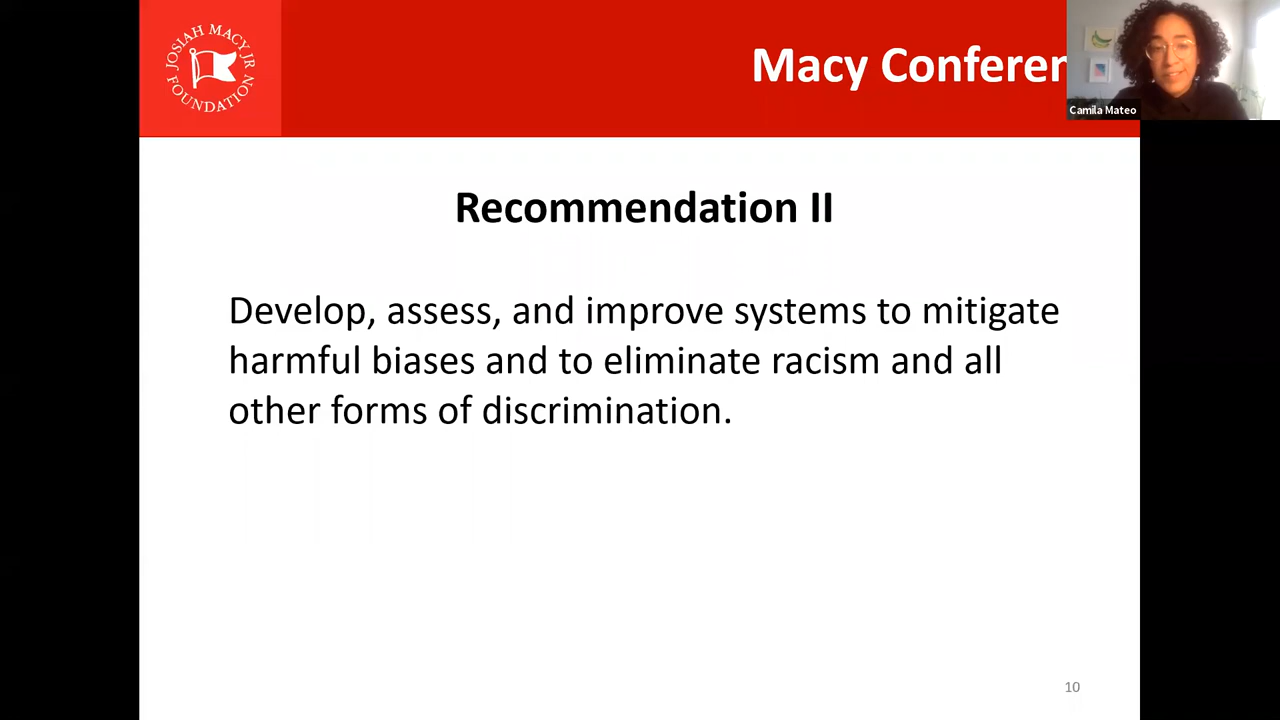 JOSIAH MACY JR
FOUNDATION
Macy Conferen
Camila Mateo
Recommendation II
Develop, assess, and improve systems to mitigate
harmful biases and to eliminate racism and all
other forms of discrimination.
10